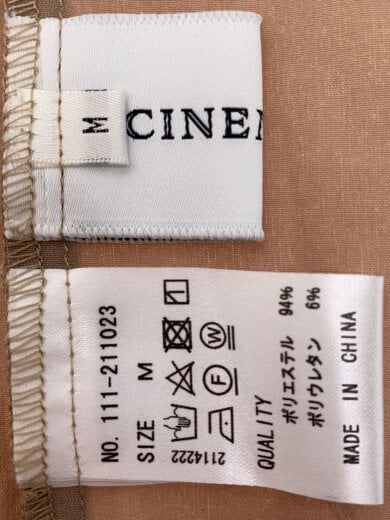 M
CINE
NO. 111-211023
SIZE M
W
F
2114222
QUALITY
ポリエステル 94%
ポリウレタン 6%
MADE IN CHINA